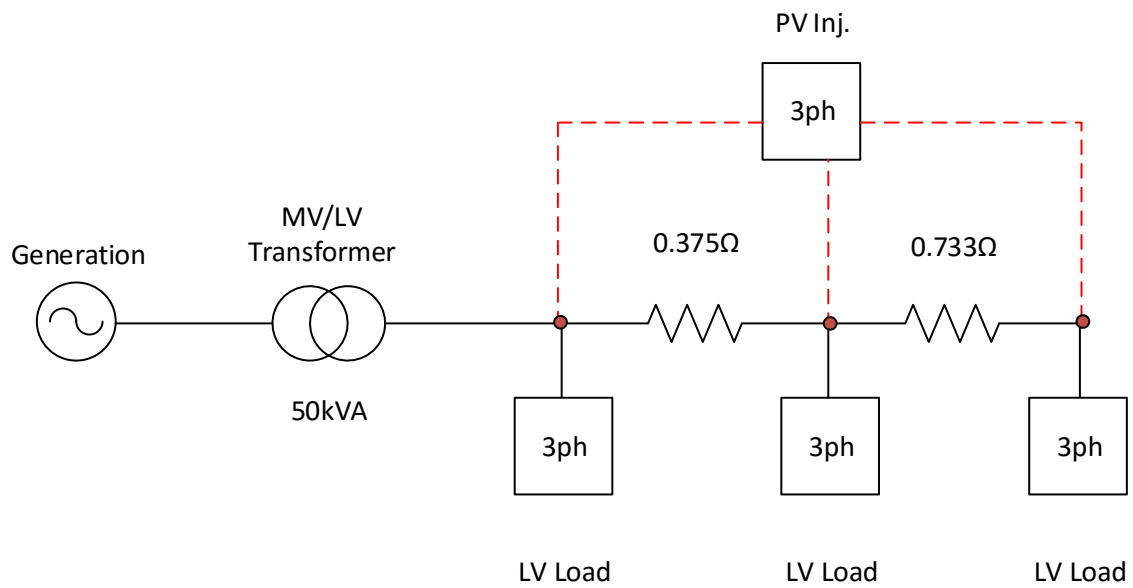 PV Inj.
3ph
MV/LV
Transformer
Generation
0.375Ω
0.733Ω
50kVA
3ph
3ph
3ph
LV Load
LV Load
LV Load